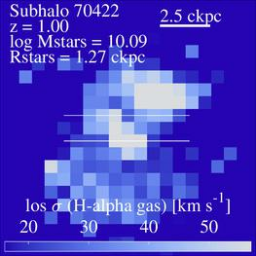 Subhalo 70422
z = 1.00
log Mstars = 10.09
Rstars = 1.27 ckpc
2.5 ckpc
los σ (H-alpha gas) [km s⁻¹]
20 30 40 50